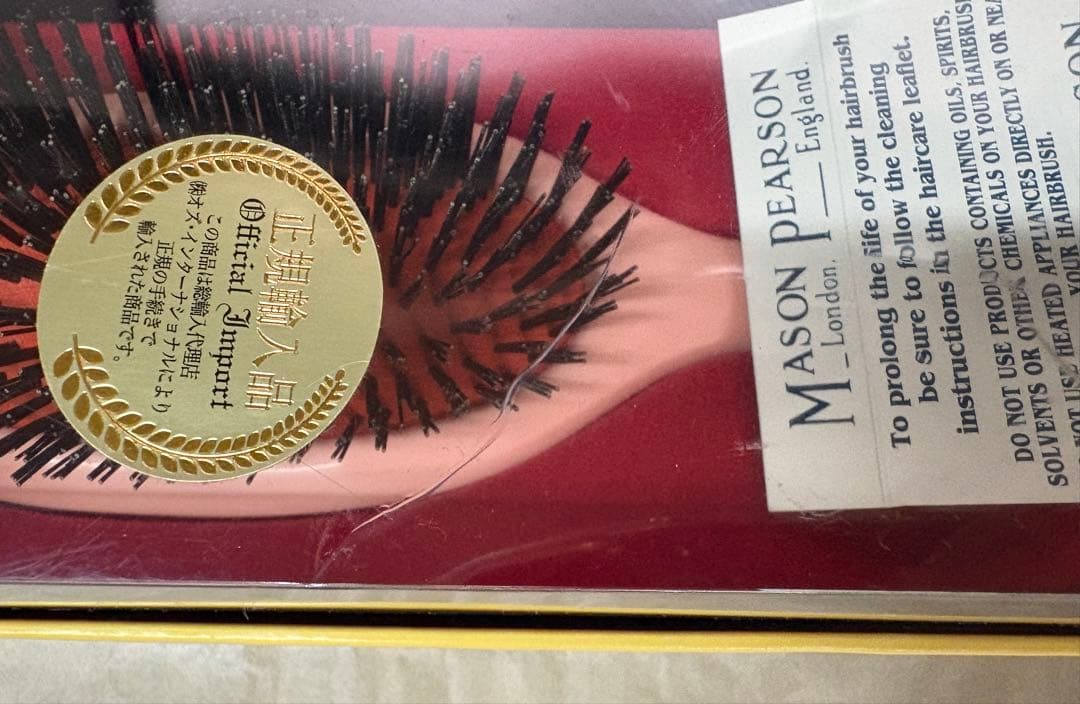 正規輸入品
Official Import
㈱オズ・インターナショナルにより
この商品は総輸入代理店
正規の手続きで
輸入された商品です。
MASON PEARSON
London, England.
To prolong the life of your hairbrush
be sure to follow the cleaning
instructions in the haircare leaflet.
DO NOT USE PRODUCTS CONTAINING OILS, SPIRITS,
SOLVENTS OR OTHER CHEMICALS ON YOUR HAIRBRUSH
NOT USE HEATED APPLIANCES DIRECTLY ON OR
YOUR HAIRBRUSH.